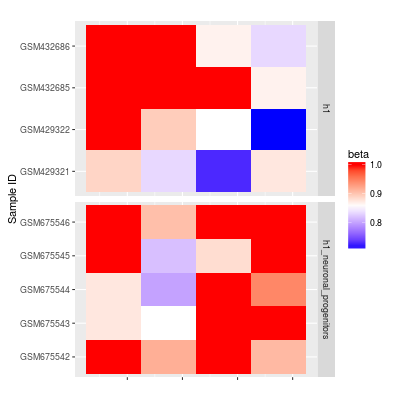 Sample ID
GSM432686
GSM432685
GSM429322
GSM429321
h1
GSM675546
GSM675545
GSM675544
GSM675543
GSM675542
h1_neuronal_progenitors
beta
1.0
0.9
0.8